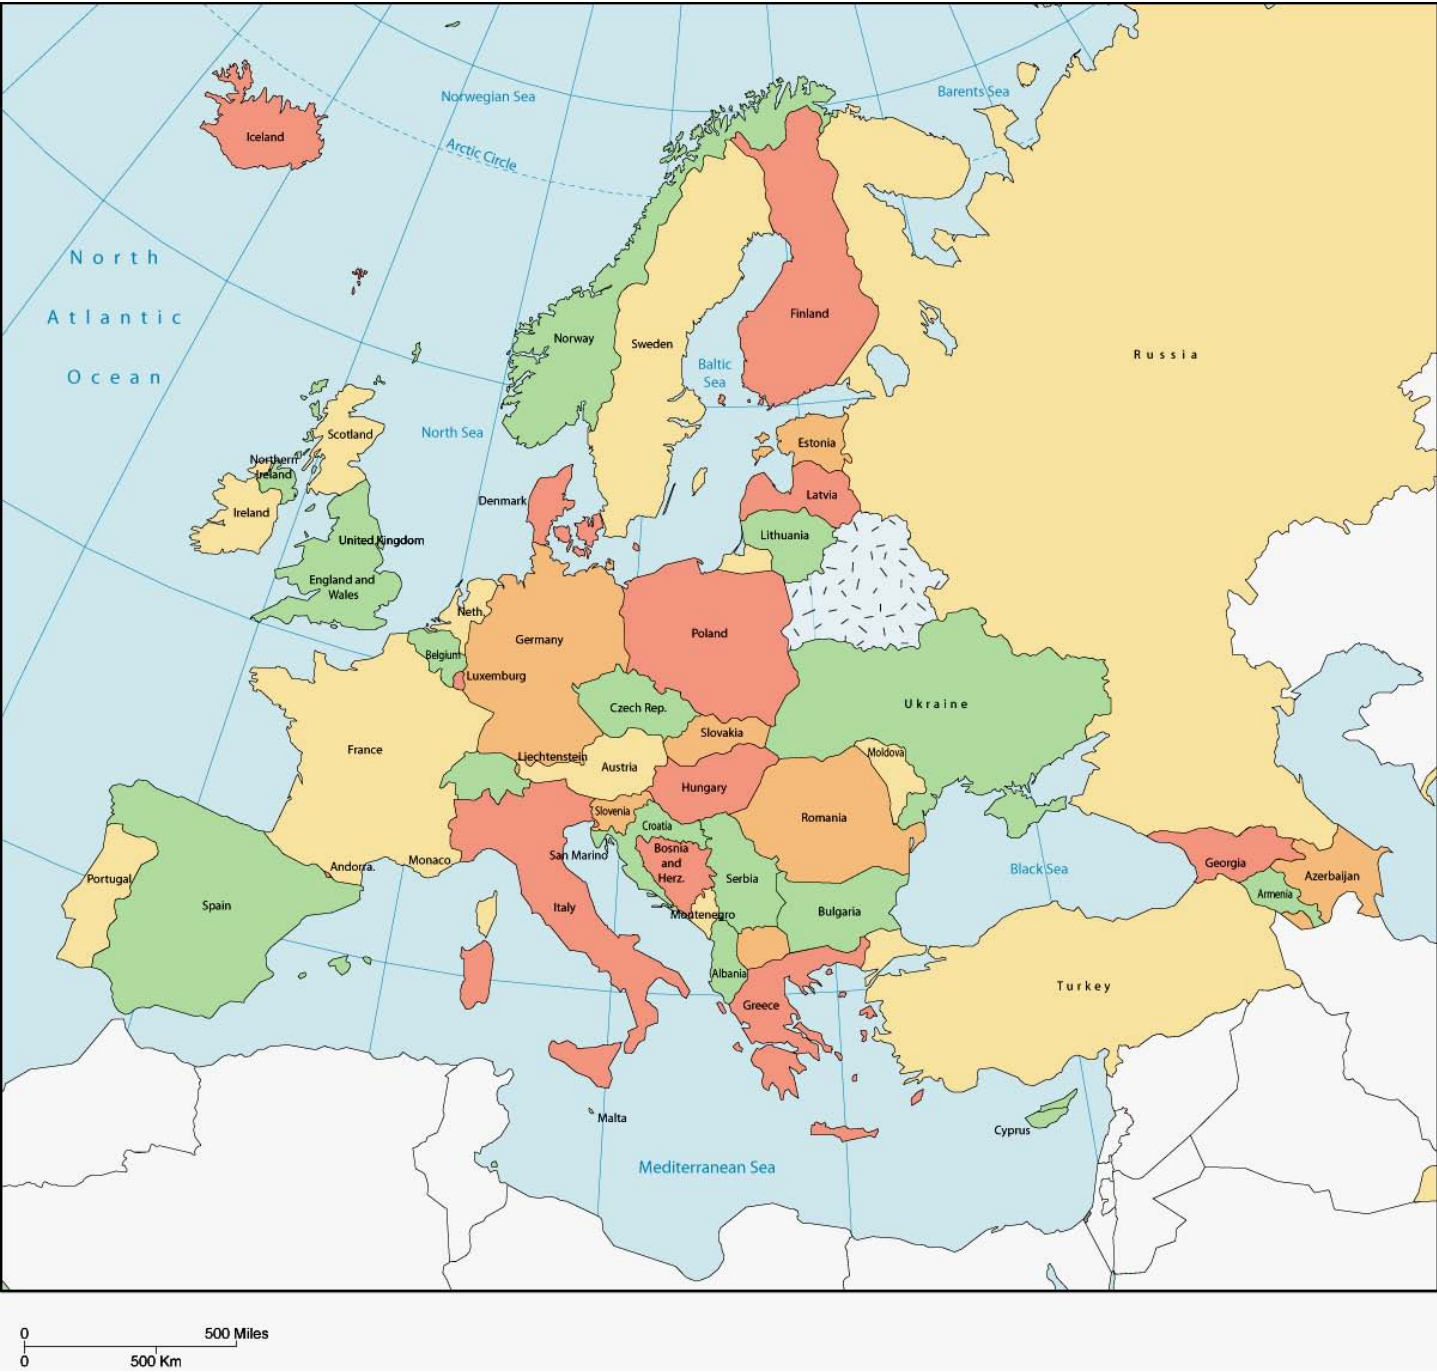 Norwegian Sea
Barents Sea
Iceland
Arctic Circle
North
Atlantic
Ocean
Norway
Sweden
Finland
Russia
Baltic
Sea
North Sea
Scotland
Northern
Ireland
Ireland
United Kingdom
England and
Wales
Denmark
Estonia
Latvia
Lithuania
Neth.
Germany
Poland
Belgium
Luxemburg
Czech Rep.
Ukraine
Slovakia
France
Liechtenstein
Austria
Moldova
Hungary
Slovenia
Croatia
Romania
San Marino
Bosnia
and
Herz.
Monaco
Andorra.
Portugal
Spain
Italy
Serbia
Montenegro
Bulgaria
Black Sea
Georgia
Armenia
Azerbaijan
Albania
Greece
Turkey
Malta
Cyprus
Mediterranean Sea
0
500 Miles
0
500 Km